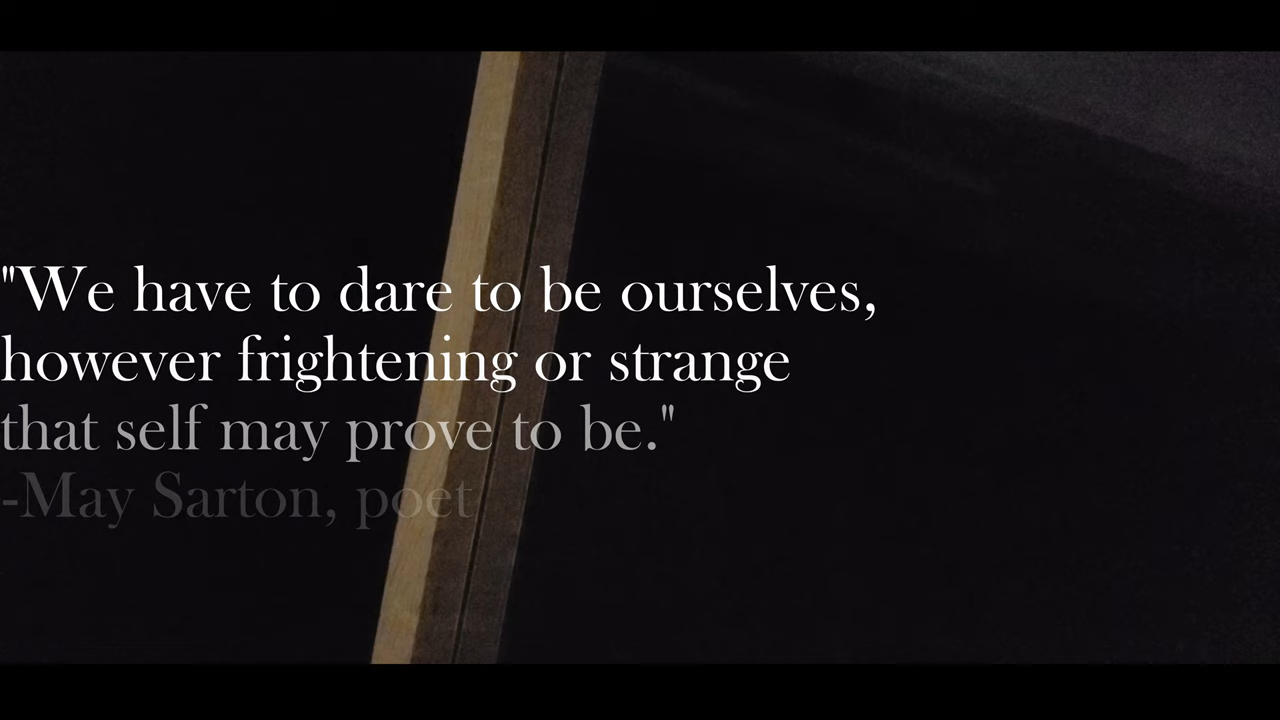 "We have to dare to be ourselves,
however frightening or strange
that self may prove to be."
-May Sarton, poet